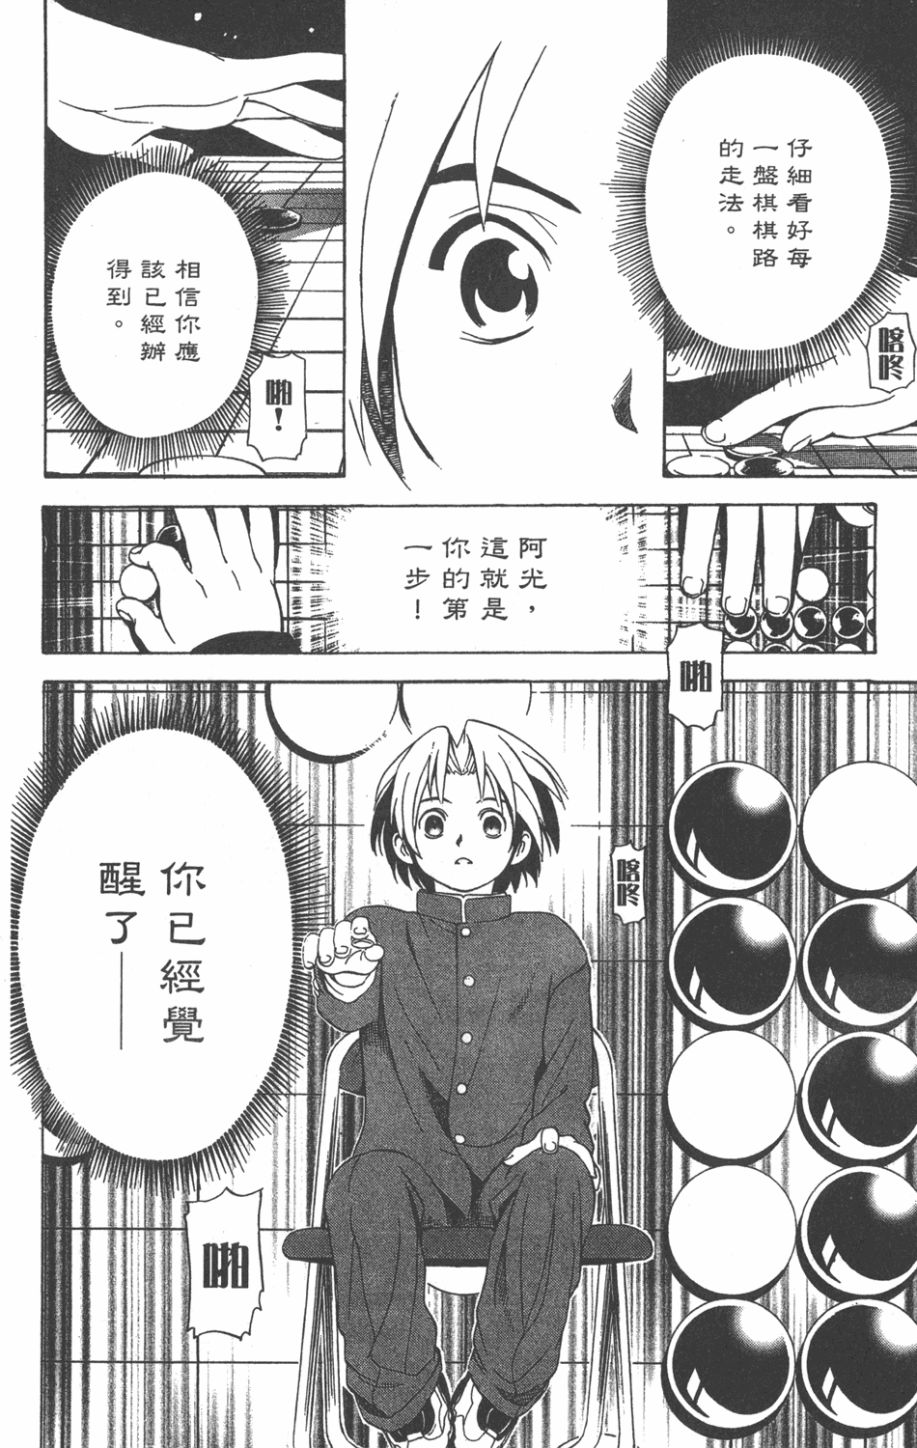 仔細看好每
一盤棋棋路
的走法。
喀咚
相信你應
該已經辦
得到。
啪！
阿光，
這就是
你的第
一步！
啪
喀咚
你已經覺
醒了——
啪